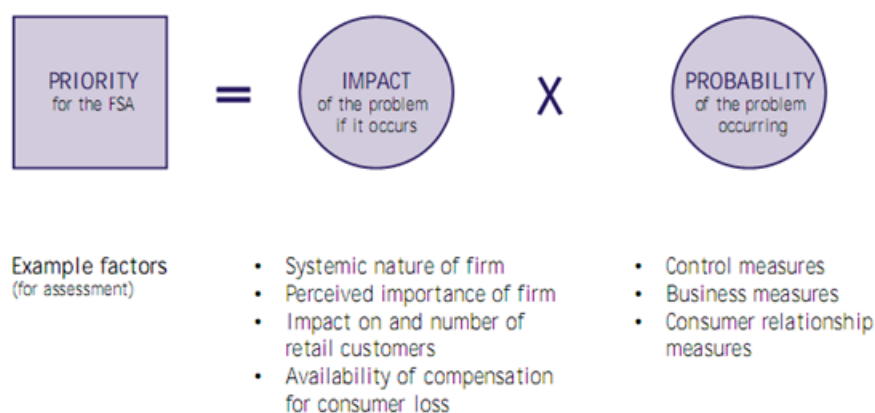 PRIORITY
for the FSA
=
IMPACT
of the problem
if it occurs
X
PROBABILITY
of the problem
occurring
Example factors
(for assessment)
• Systemic nature of firm
• Perceived importance of firm
• Impact on and number of
retail customers
• Availability of compensation
for consumer loss
• Control measures
• Business measures
• Consumer relationship
measures